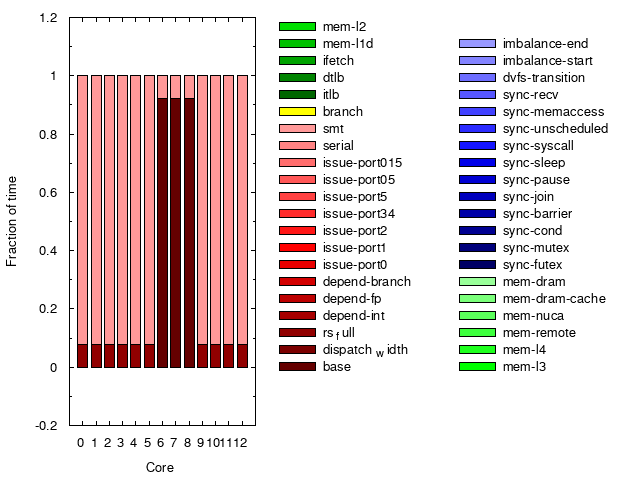 1.2
1
0.8
0.6
0.4
0.2
0
-0.2
Fraction of time
0 1 2 3 4 5 6 7 8 9 10 11 12
Core
mem-l2
mem-l1d
ifetch
dtlb
itlb
branch
smt
serial
issue-port015
issue-port05
issue-port5
issue-port34
issue-port2
issue-port1
issue-port0
depend-branch
depend-fp
depend-int
rs f ull
dispatch w idth
base
imbalance-end
imbalance-start
dvfs-transition
sync-recv
sync-memaccess
sync-unscheduled
sync-syscall
sync-sleep
sync-pause
sync-join
sync-barrier
sync-cond
sync-mutex
sync-futex
mem-dram
mem-dram-cache
mem-nuca
mem-remote
mem-l4
mem-l3